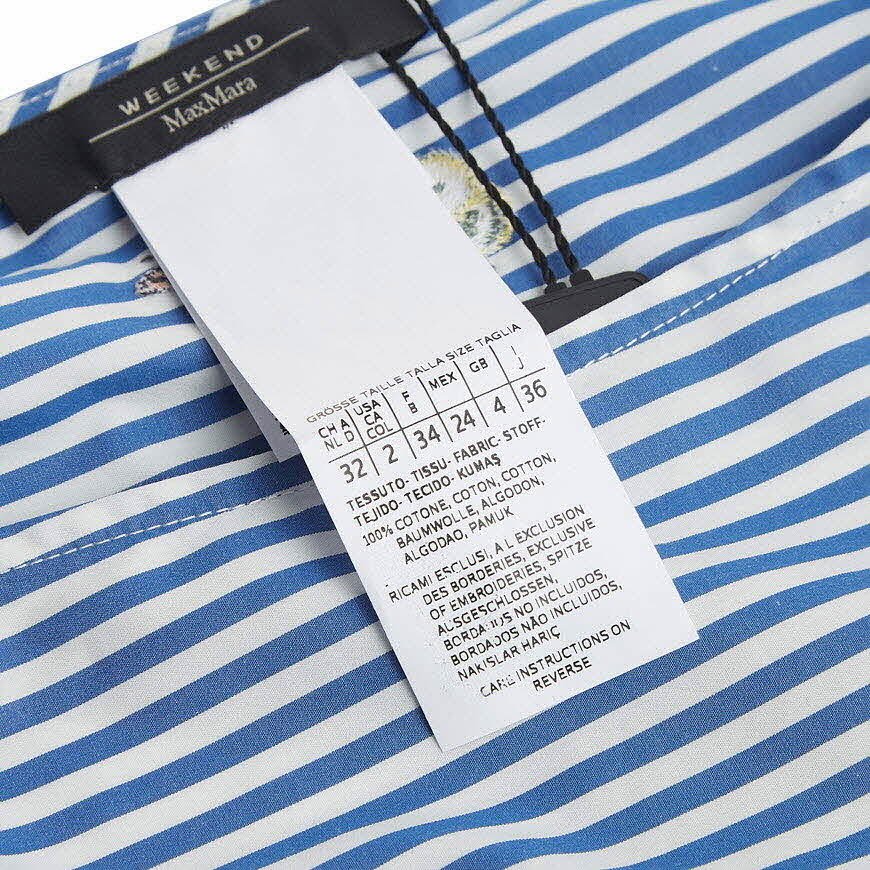 WEEKEND
MaxMara
GRÖSSE TAILLE TALLA SIZE TAGLIA
CH A NL D USA CA COL F B MEX GB I J
32 2 34 24 4 36
TESSUTO- TISSU- FABRIC- STOFF-
TEJIDO- TECIDO- KUMAŞ
100% COTONE, COTON, COTTON,
BAUMWOLLE, ALGODON,
ALGODAO, PAMUK
RICAMI ESCLUSI, A L EXCLUSION
DES BORDERIES, EXCLUSIVE
OF EMBROIDERIES, SPITZE
AUSGESCHLOSSEN,
BORDADOS NO INCLUIDOS,
BORDADOS NÃO INCLUIDOS,
NAKISLAR HARIÇ
CARE INSTRUCTIONS ON
REVERSE